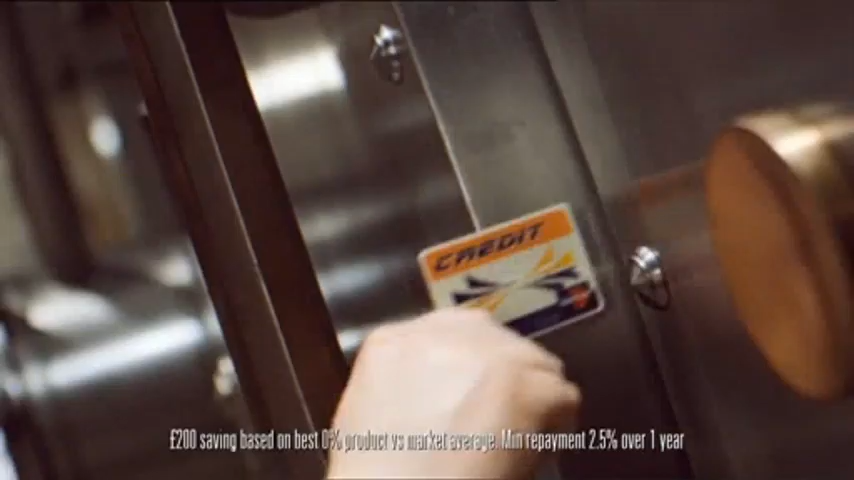 CREDIT
£200 saving based on best 0% product vs market average. Min repayment 2.5% over 1 year